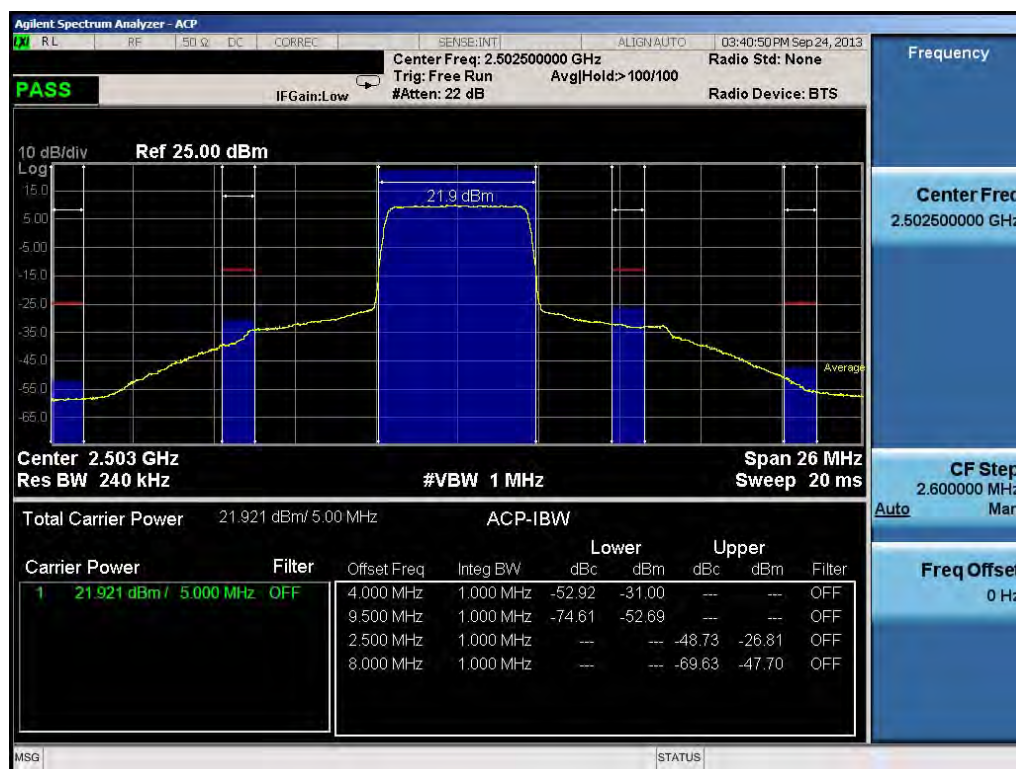 Agilent Spectrum Analyzer - ACP
LXI RL RF 50 Ω DC CORREC SENSE:INT ALIGN AUTO 03:40:50 PM Sep 24, 2013
Center Freq: 2.502500000 GHz Radio Std: None
Trig: Free Run Avg|Hold:>100/100
PASS IFGain:Low #Atten: 22 dB Radio Device: BTS
10 dB/div Ref 25.00 dBm
Log
15.0
21.9 dBm
5.00
-5.00
-15.0
-25.0
-35.0
-45.0
Average
-55.0
-65.0
Center 2.503 GHz Span 26 MHz
Res BW 240 kHz #VBW 1 MHz Sweep 20 ms
Total Carrier Power 21.921 dBm/ 5.00 MHz ACP-IBW
Lower Upper
Carrier Power Filter Offset Freq Integ BW dBc dBm dBc dBm Filter
1 21.921 dBm / 5.000 MHz OFF 4.000 MHz 1.000 MHz -52.92 -31.00 --- --- OFF
9.500 MHz 1.000 MHz -74.61 -52.69 --- --- OFF
2.500 MHz 1.000 MHz --- --- -48.73 -26.81 OFF
8.000 MHz 1.000 MHz --- --- -69.63 -47.70 OFF
MSG STATUS
Frequency
Center Freq
2.502500000 GHz
CF Step
2.600000 MHz
Auto Man
Freq Offset
0 Hz